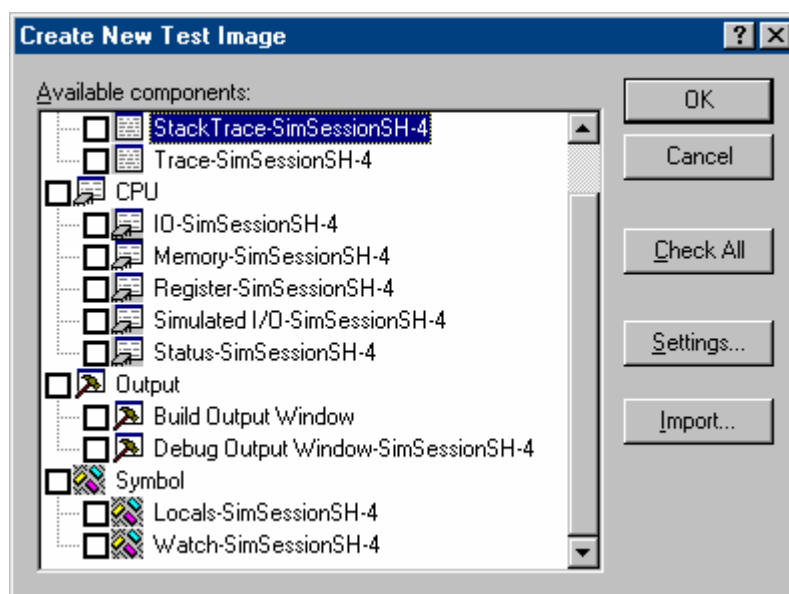 Create New Test Image
Available components:
StackTrace-SimSessionSH-4
Trace-SimSessionSH-4
CPU
IO-SimSessionSH-4
Memory-SimSessionSH-4
Register-SimSessionSH-4
Simulated I/O-SimSessionSH-4
Status-SimSessionSH-4
Output
Build Output Window
Debug Output Window-SimSessionSH-4
Symbol
Locals-SimSessionSH-4
Watch-SimSessionSH-4
OK
Cancel
Check All
Settings...
Import...